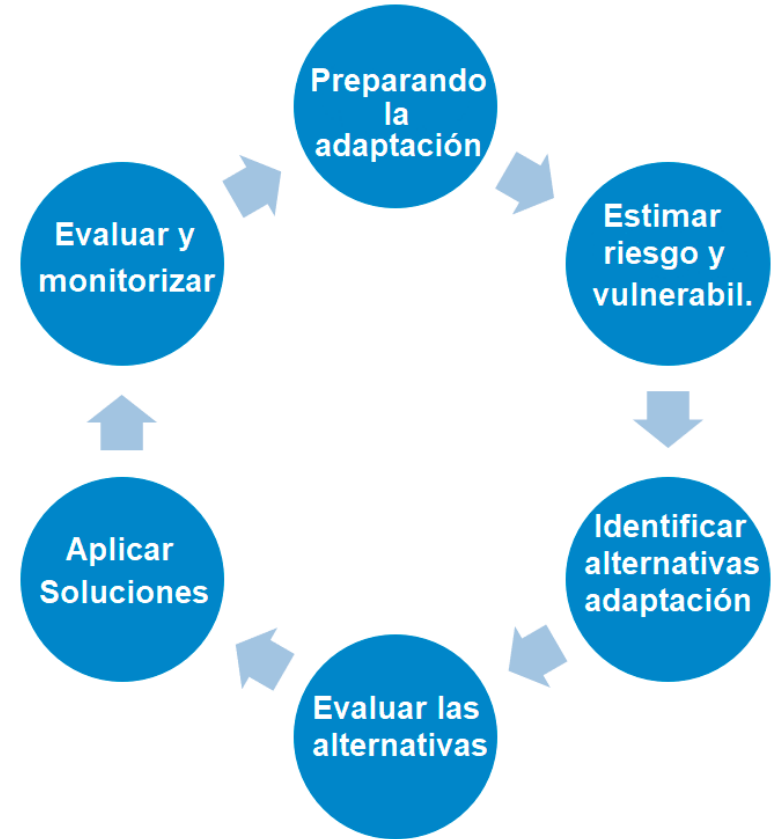 Preparando
la
adaptación
Estimar
riesgo y
vulnerabil.
Identificar
alternativas
adaptación
Evaluar las
alternativas
Aplicar
Soluciones
Evaluar y
monitorizar